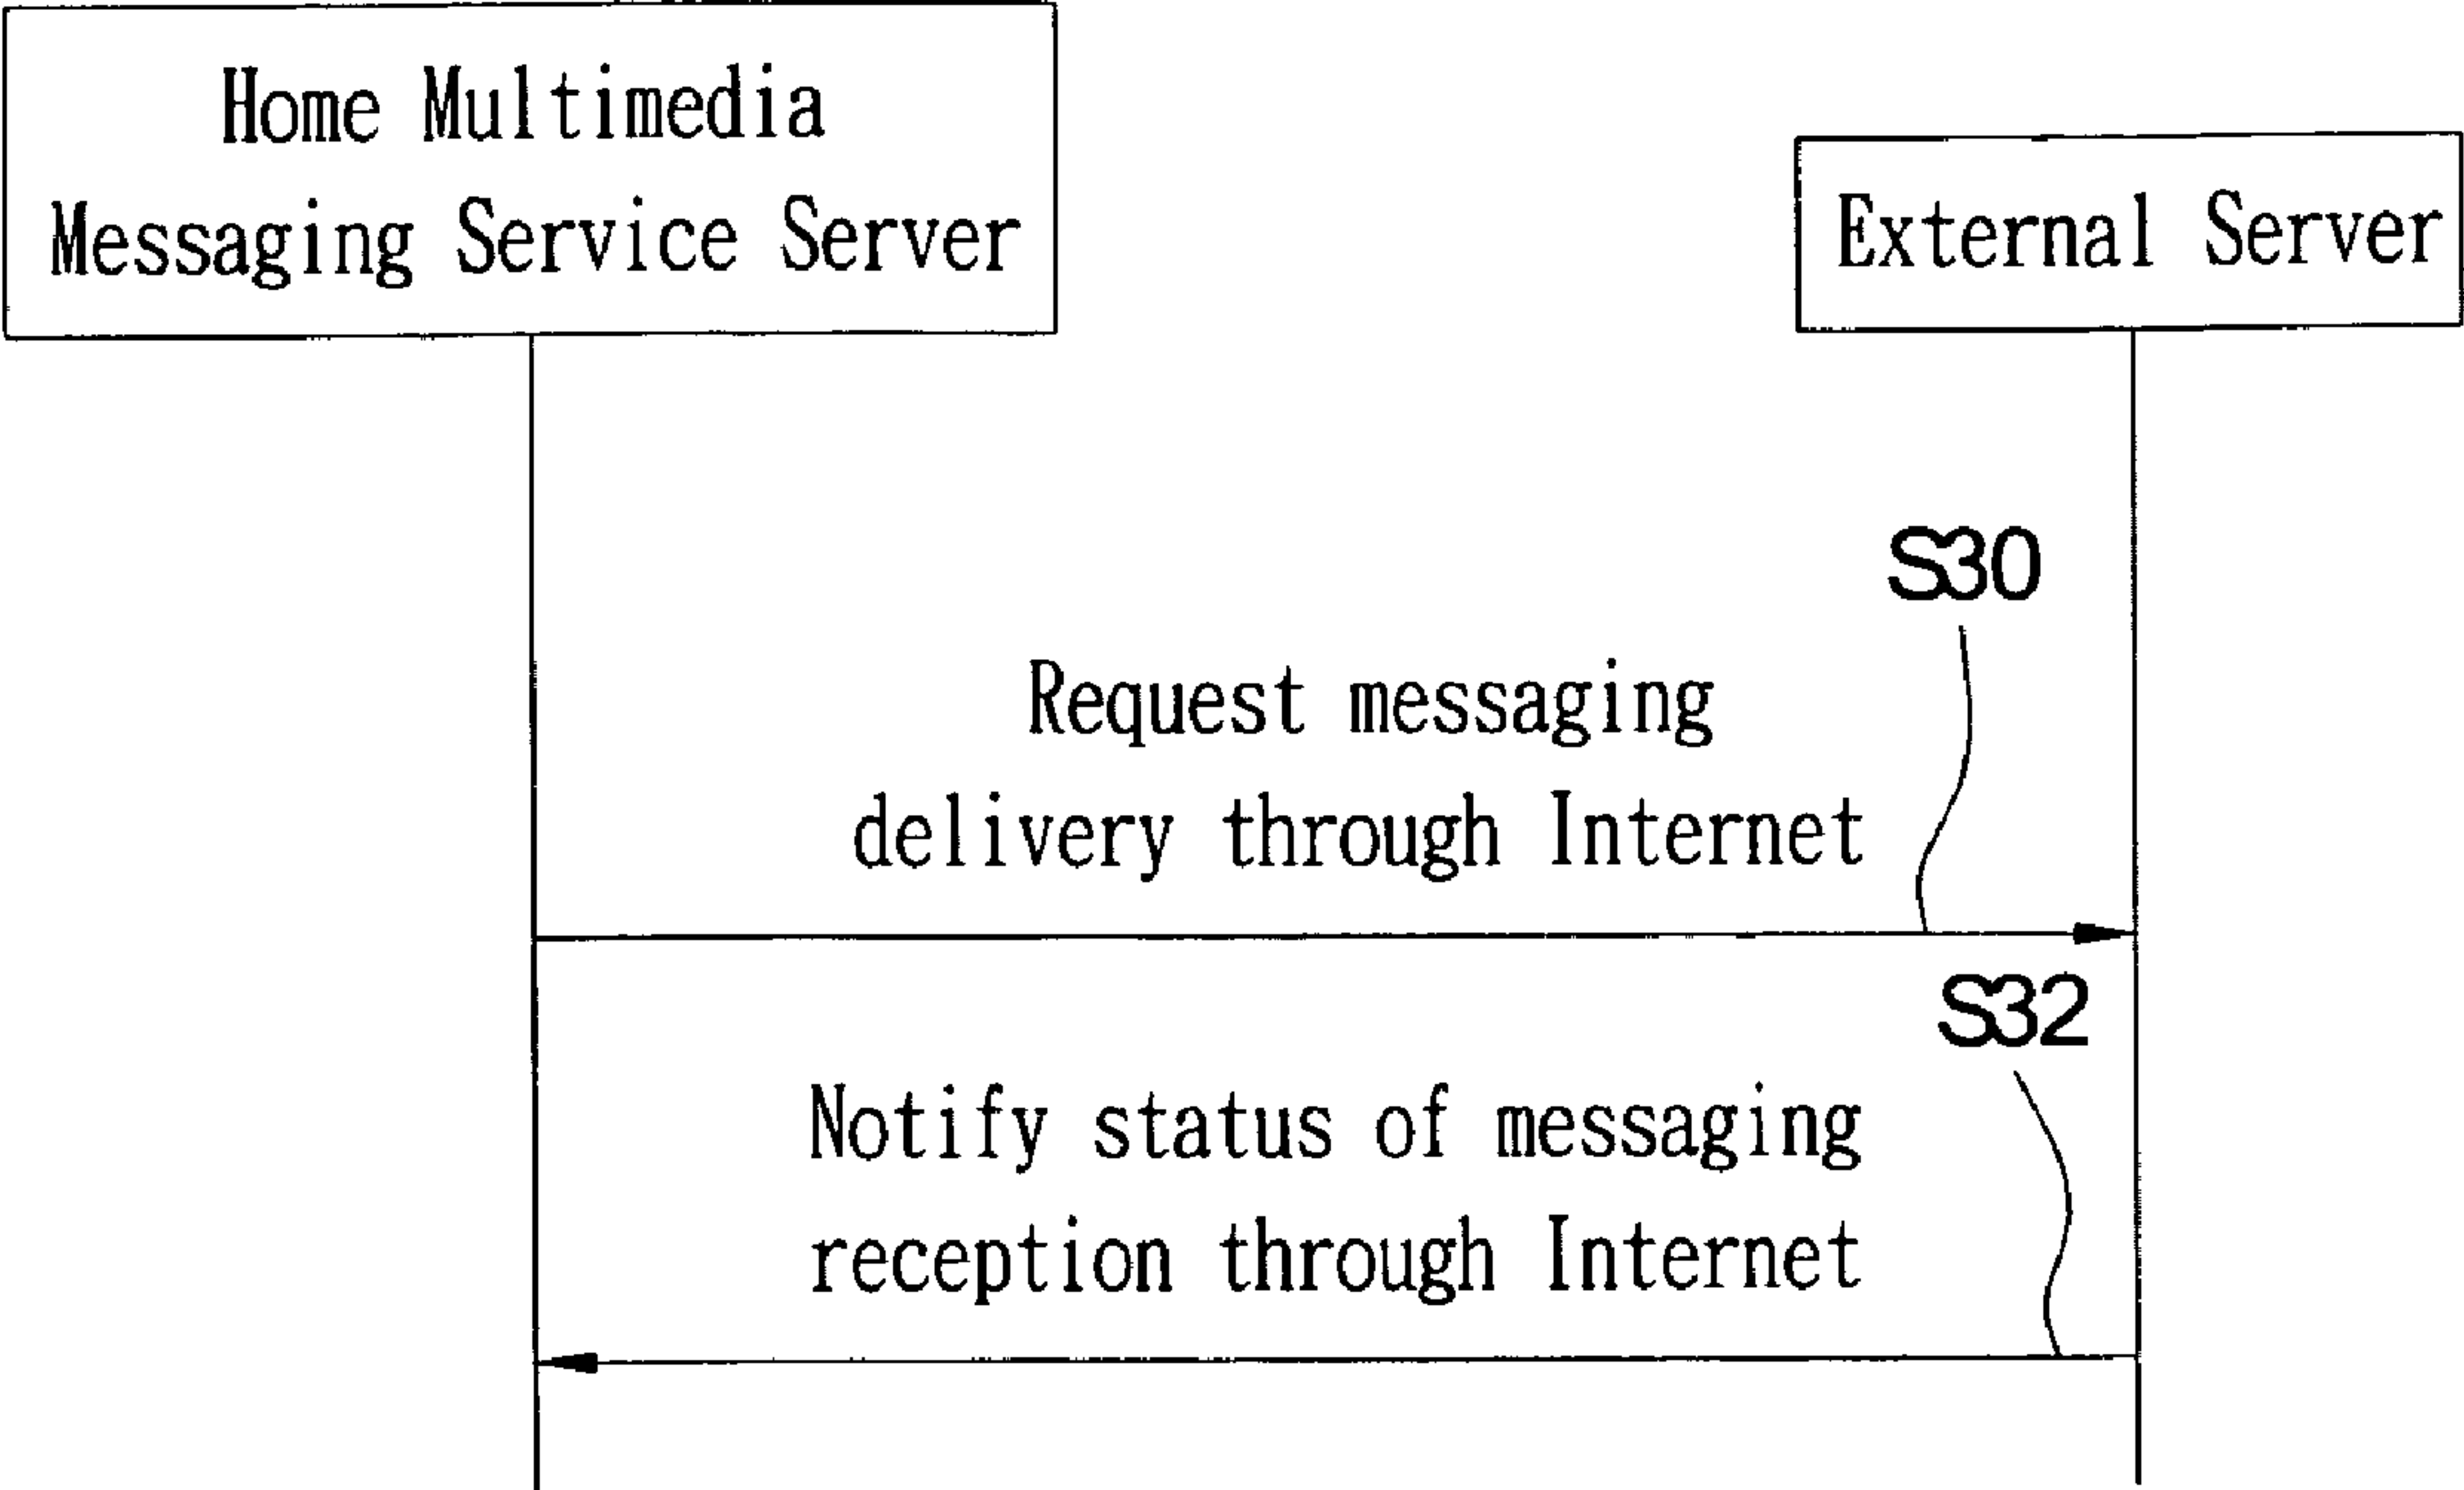 Home Multimedia
Messaging Service Server
External Server
S30
Request messaging
delivery through Internet
S32
Notify status of messaging
reception through Internet